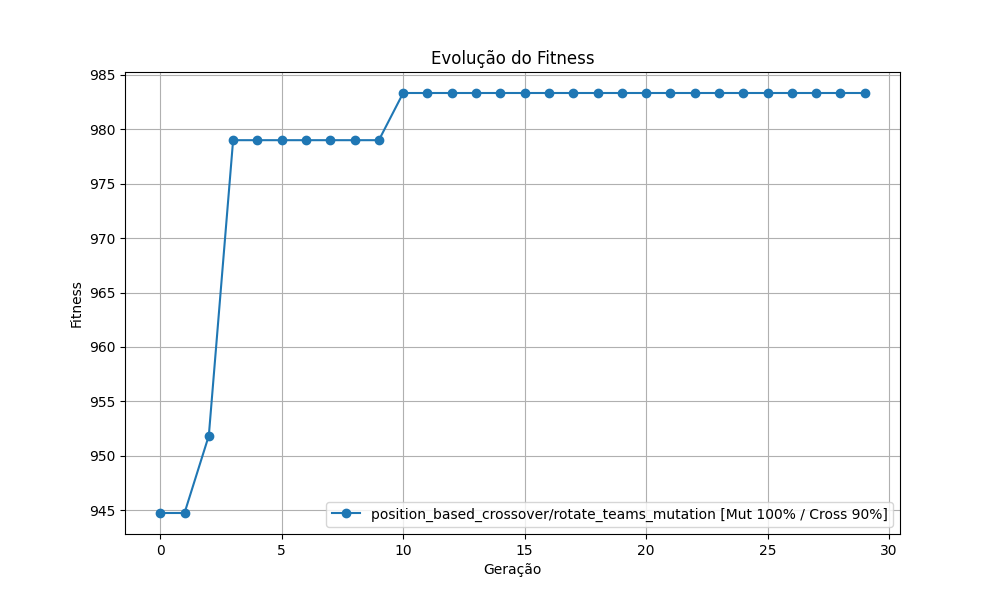 Evolução do Fitness
985
980
975
970
965
960
955
950
945
Fitness
position_based_crossover/rotate_teams_mutation [Mut 100% / Cross 90%]
0 5 10 15 20 25 30
Geração